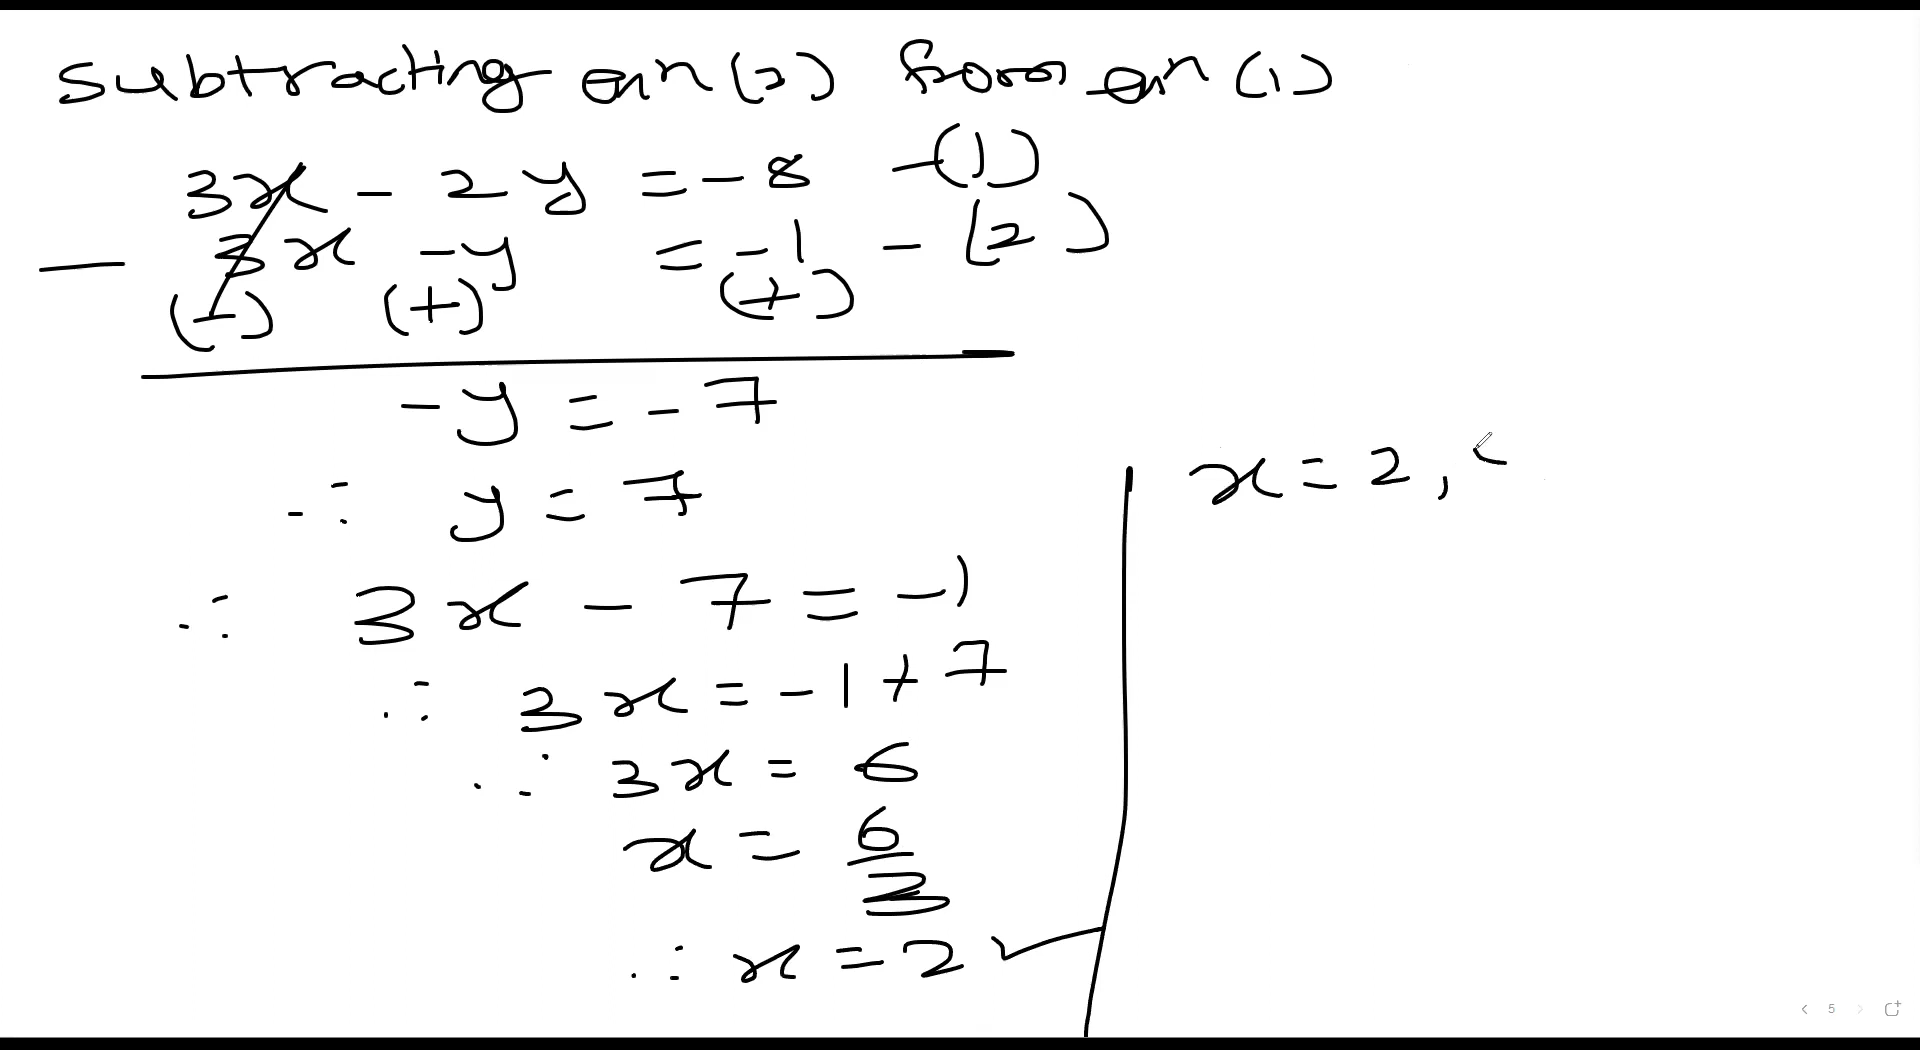 subtracting eqn (2) from eqn (1)
3x - 2y = -8 -(1)
- 3x - y = -1 - (2)
(-) (+) (+)
-y = -7
∴ y = 7
∴ 3x - 7 = -1
∴ 3x = -1 + 7
∴ 3x = 6
x = 6/3
∴ x = 2 ✓
x = 2,
5